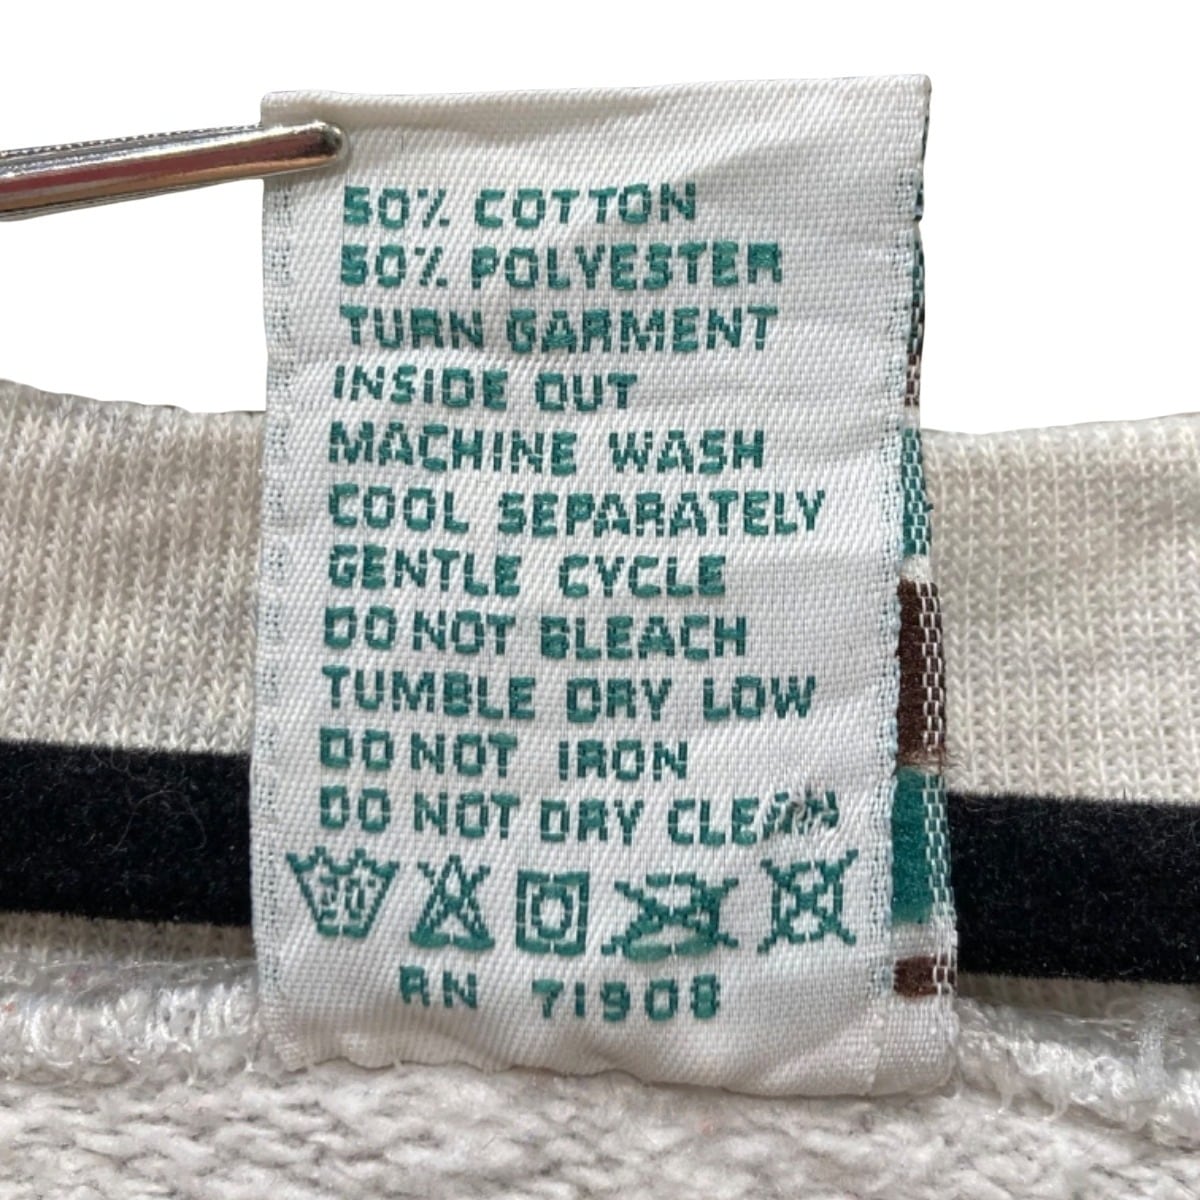 50% COTTON
50% POLYESTER
TURN GARMENT
INSIDE OUT
MACHINE WASH
COOL SEPARATELY
GENTLE CYCLE
DO NOT BLEACH
TUMBLE DRY LOW
DO NOT IRON
DO NOT DRY CLEAN
20°
RN 71908